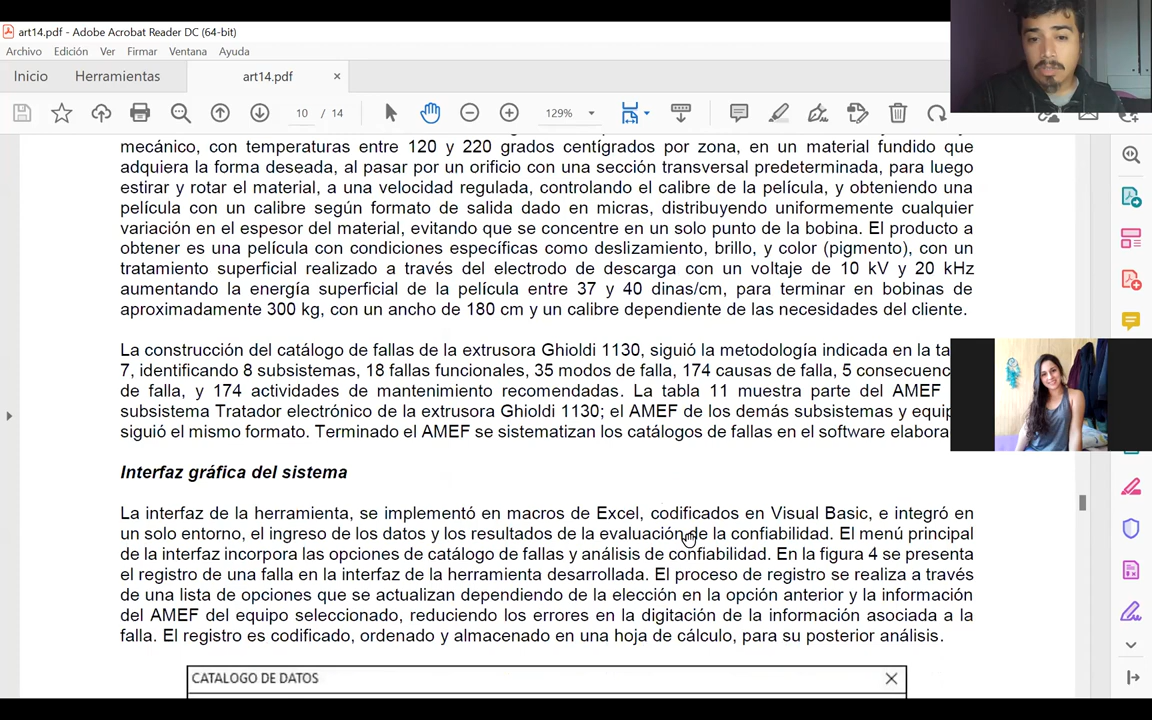 art14.pdf - Adobe Acrobat Reader DC (64-bit)
Archivo Edición Ver Firmar Ventana Ayuda
Inicio Herramientas art14.pdf ×
10 / 14 129%
mecánico, con temperaturas entre 120 y 220 grados centígrados por zona, en un material fundido que
adquiera la forma deseada, al pasar por un orificio con una sección transversal predeterminada, para luego
estirar y rotar el material, a una velocidad regulada, controlando el calibre de la película, y obteniendo una
película con un calibre según formato de salida dado en micras, distribuyendo uniformemente cualquier
variación en el espesor del material, evitando que se concentre en un solo punto de la bobina. El producto a
obtener es una película con condiciones específicas como deslizamiento, brillo, y color (pigmento), con un
tratamiento superficial realizado a través del electrodo de descarga con un voltaje de 10 kV y 20 kHz
aumentando la energía superficial de la película entre 37 y 40 dinas/cm, para terminar en bobinas de
aproximadamente 300 kg, con un ancho de 180 cm y un calibre dependiente de las necesidades del cliente.
La construcción del catálogo de fallas de la extrusora Ghioldi 1130, siguió la metodología indicada en la
7, identificando 8 subsistemas, 18 fallas funcionales, 35 modos de falla, 174 causas de falla, 5
de falla, y 174 actividades de mantenimiento recomendadas. La tabla 11 muestra parte del AMEF
subsistema Tratador electrónico de la extrusora Ghioldi 1130; el AMEF de los demás subsistemas y
siguió el mismo formato. Terminado el AMEF se sistematizan los catálogos de fallas en el software
Interfaz gráfica del sistema
La interfaz de la herramienta, se implementó en macros de Excel, codificados en Visual Basic, e integró en
un solo entorno, el ingreso de los datos y los resultados de la evaluación de la confiabilidad. El menú principal
de la interfaz incorpora las opciones de catálogo de fallas y análisis de confiabilidad. En la figura 4 se presenta
el registro de una falla en la interfaz de la herramienta desarrollada. El proceso de registro se realiza a través
de una lista de opciones que se actualizan dependiendo de la elección en la opción anterior y la información
del AMEF del equipo seleccionado, reduciendo los errores en la digitación de la información asociada a la
falla. El registro es codificado, ordenado y almacenado en una hoja de cálculo, para su posterior análisis.
CATALOGO DE DATOS